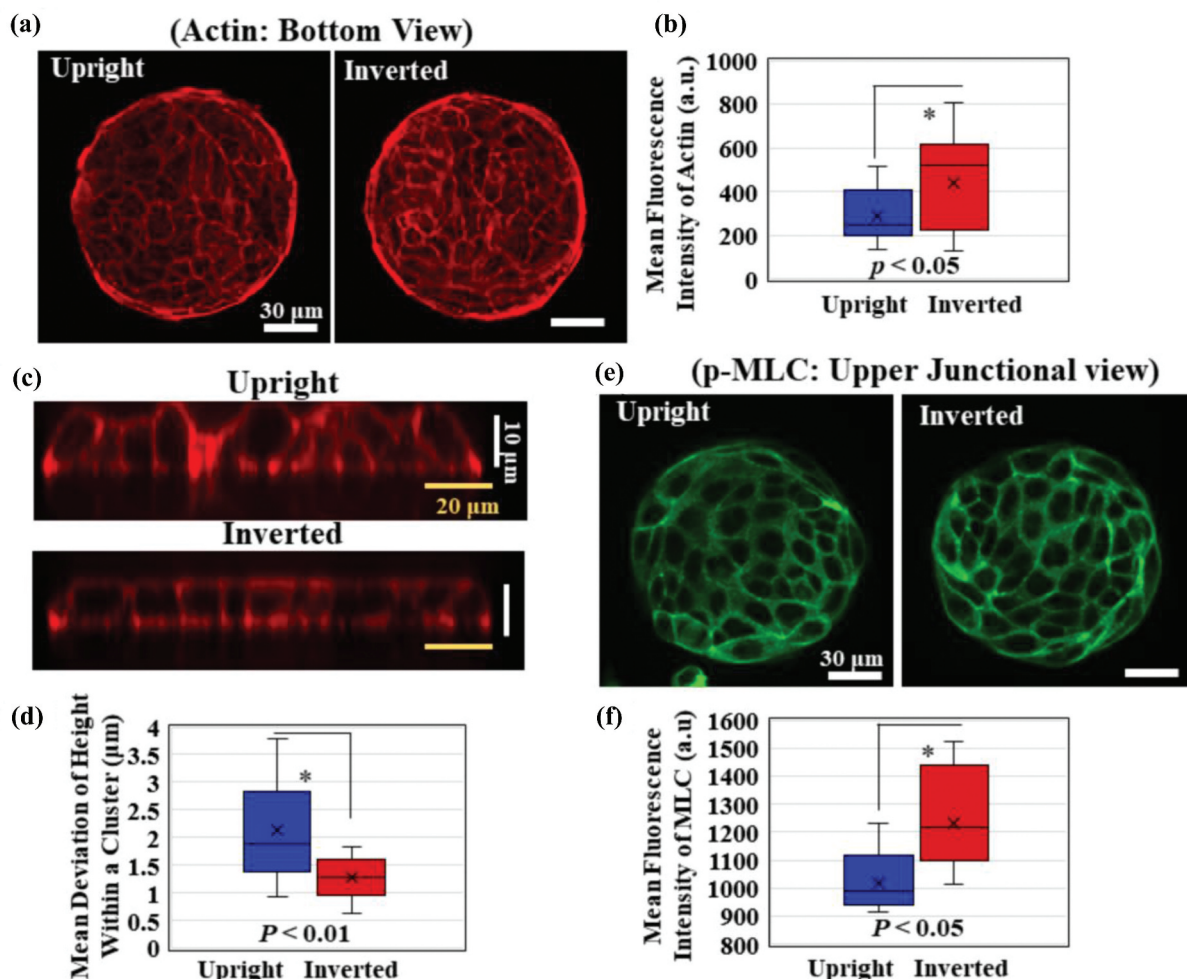 (a)
(Actin: Bottom View)
Upright
Inverted
30 μm
(b)
Mean Fluorescence
Intensity of Actin (a.u.)
1000
800
600
400
200
0
*
p < 0.05
Upright Inverted
(c)
Upright
10 μm
20 μm
Inverted
(d)
Mean Deviation of Height
Within a Cluster (μm)
4
3.5
3
2.5
2
1.5
1
0.5
0
*
P < 0.01
Upright Inverted
(e)
(p-MLC: Upper Junctional view)
Upright
Inverted
30 μm
(f)
Mean Fluorescence
Intensity of MLC (a.u)
1600
1500
1400
1300
1200
1100
1000
900
800
*
P < 0.05
Upright Inverted